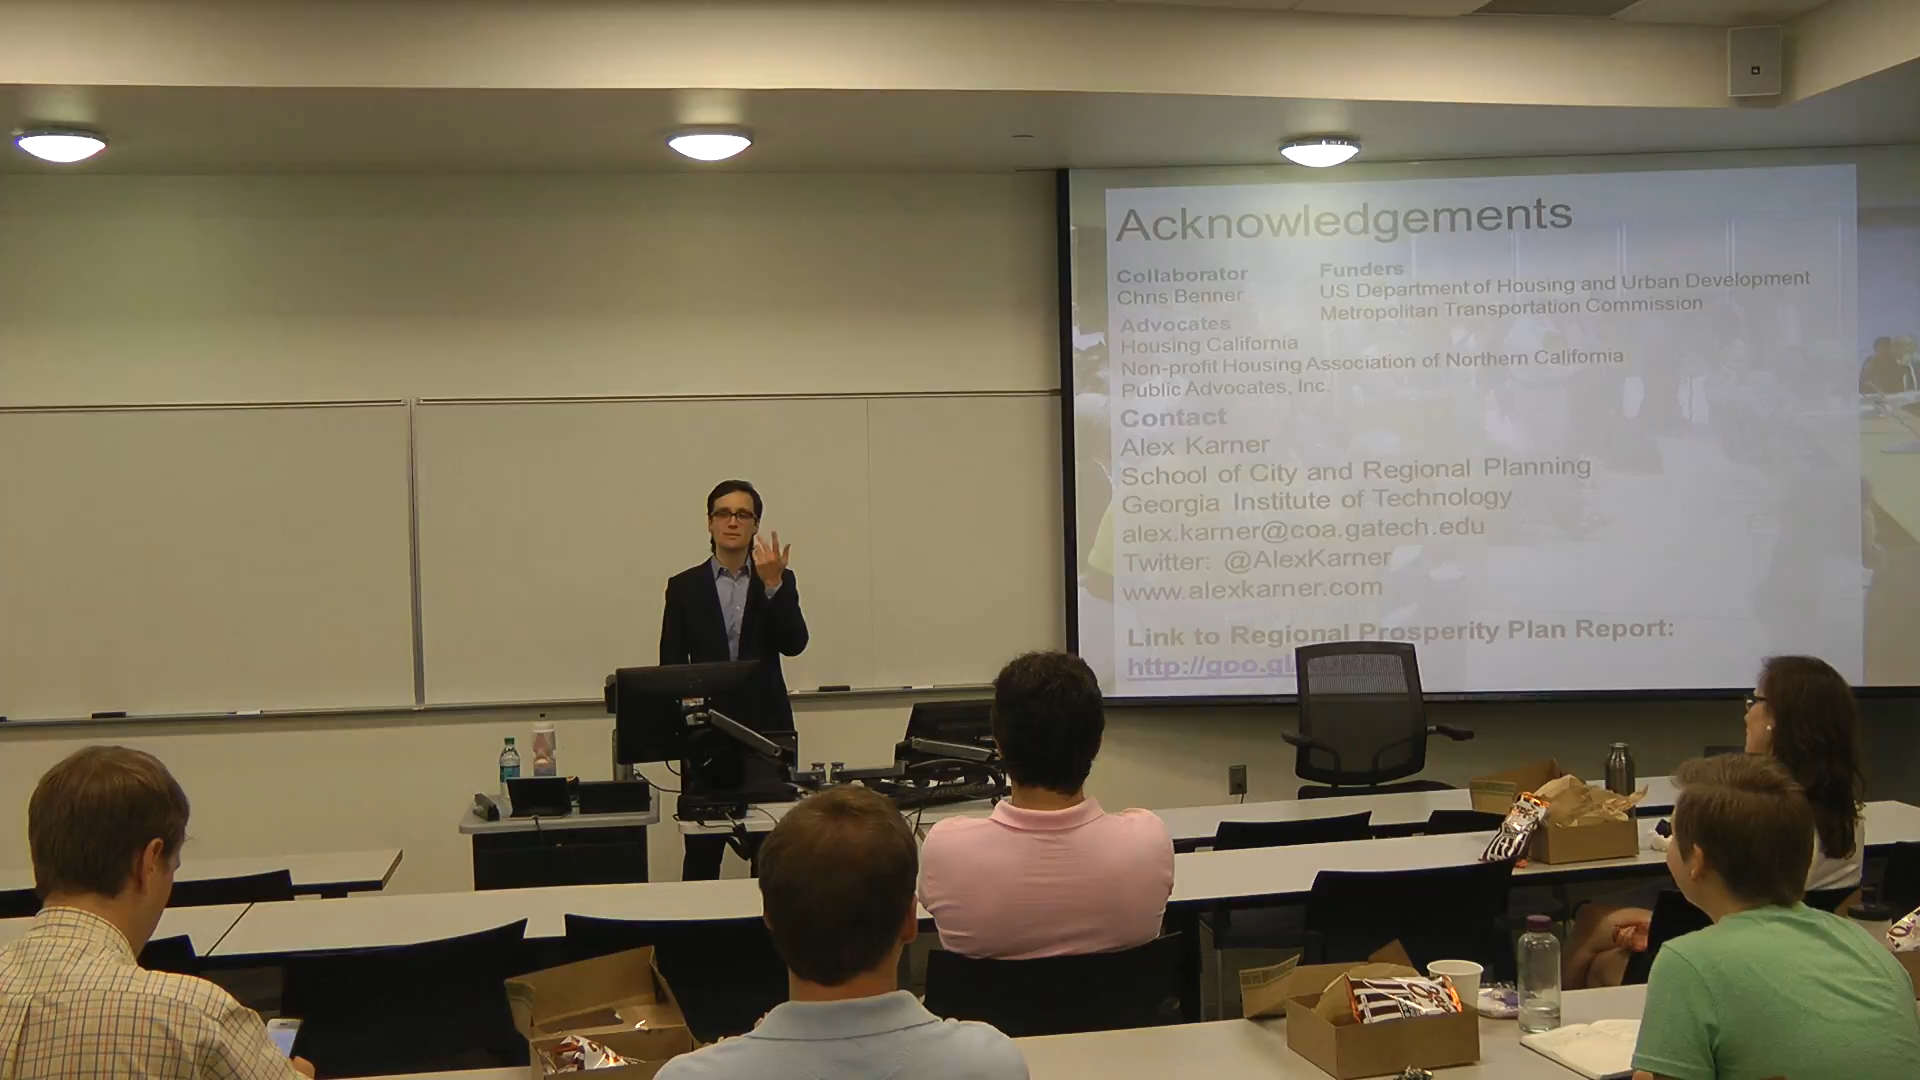 Acknowledgements
Collaborator
Chris Benner
Funders
US Department of Housing and Urban Development
Metropolitan Transportation Commission
Advocates
Housing California
Non-profit Housing Association of Northern California
Public Advocates, Inc.
Contact
Alex Karner
School of City and Regional Planning
Georgia Institute of Technology
alex.karner@coa.gatech.edu
Twitter: @AlexKarner
www.alexkarner.com
Link to Regional Prosperity Plan Report:
http://goo.gl